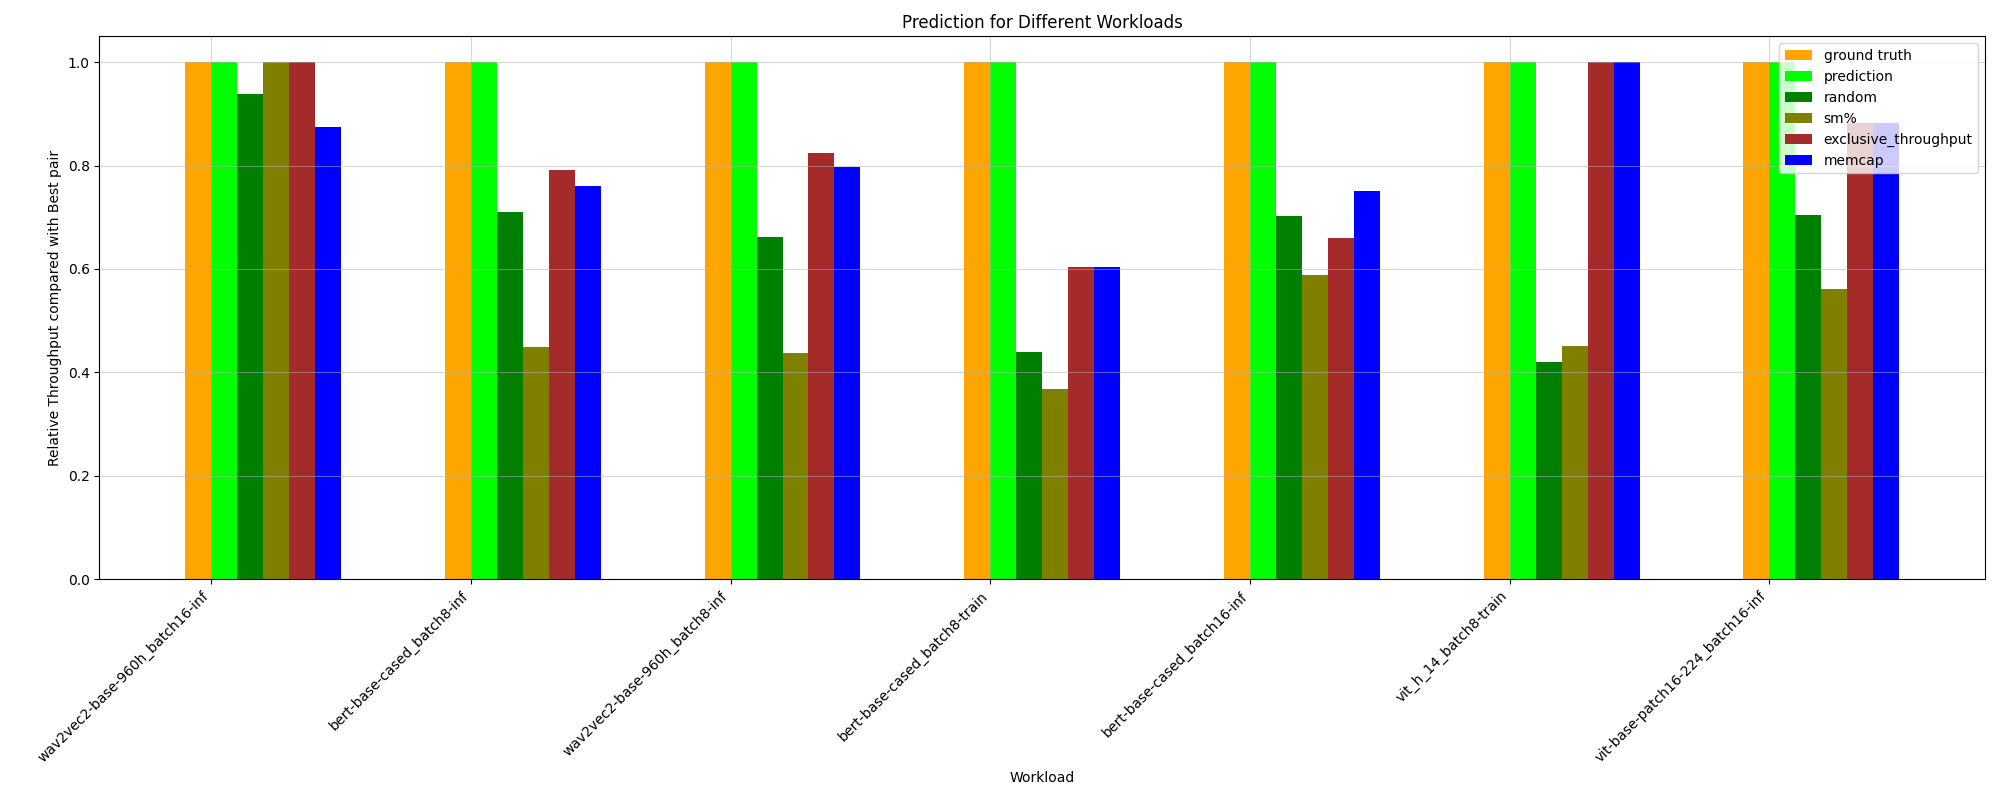 Prediction for Different Workloads
Relative Throughput compared with Best pair
1.0
0.8
0.6
0.4
0.2
0.0
ground truth
prediction
random
sm%
exclusive_throughput
memcap
wav2vec2-base-960h_batch16-inf
bert-base-cased_batch8-inf
wav2vec2-base-960h_batch8-inf
bert-base-cased_batch8-train
bert-base-cased_batch16-inf
vit_h_14_batch8-train
vit-base-patch16-224_batch16-inf
Workload